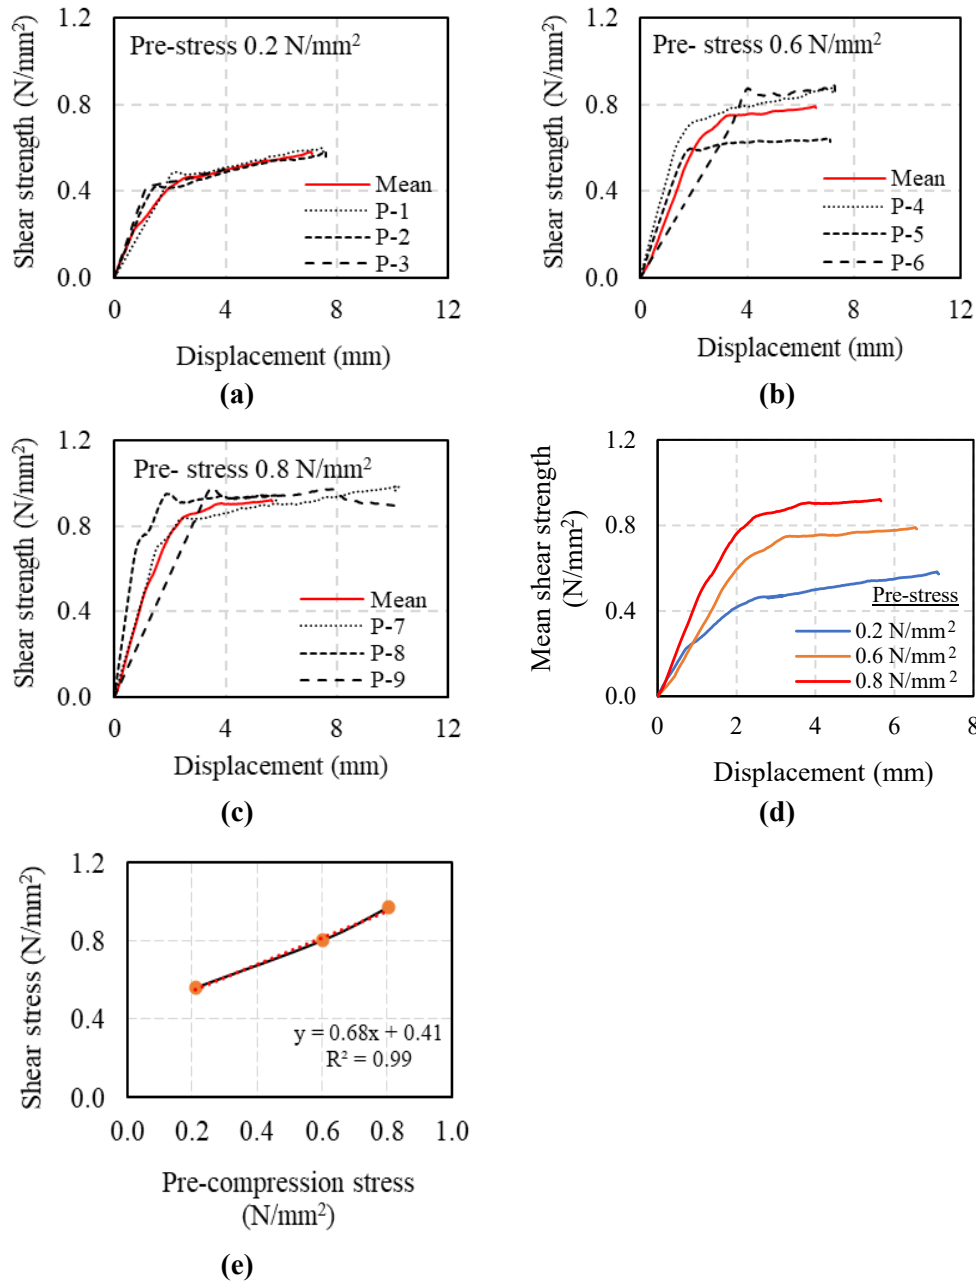 Shear strength (N/mm²)
1.2
0.8
0.4
0.0
Pre-stress 0.2 N/mm²
Mean
P-1
P-2
P-3
0 4 8 12
Displacement (mm)
(a)
Shear strength (N/mm²)
1.2
0.8
0.4
0.0
Pre- stress 0.6 N/mm²
Mean
P-4
P-5
P-6
0 4 8 12
Displacement (mm)
(b)
Shear strength (N/mm²)
1.2
0.8
0.4
0.0
Pre- stress 0.8 N/mm²
Mean
P-7
P-8
P-9
0 4 8 12
Displacement (mm)
(c)
Mean shear strength
(N/mm²)
1.2
0.8
0.4
0.0
Pre-stress
0.2 N/mm²
0.6 N/mm²
0.8 N/mm²
0 2 4 6 8
Displacement (mm)
(d)
Shear stress (N/mm²)
1.2
0.8
0.4
0.0
y = 0.68x + 0.41
R² = 0.99
0.0 0.2 0.4 0.6 0.8 1.0
Pre-compression stress
(N/mm²)
(e)